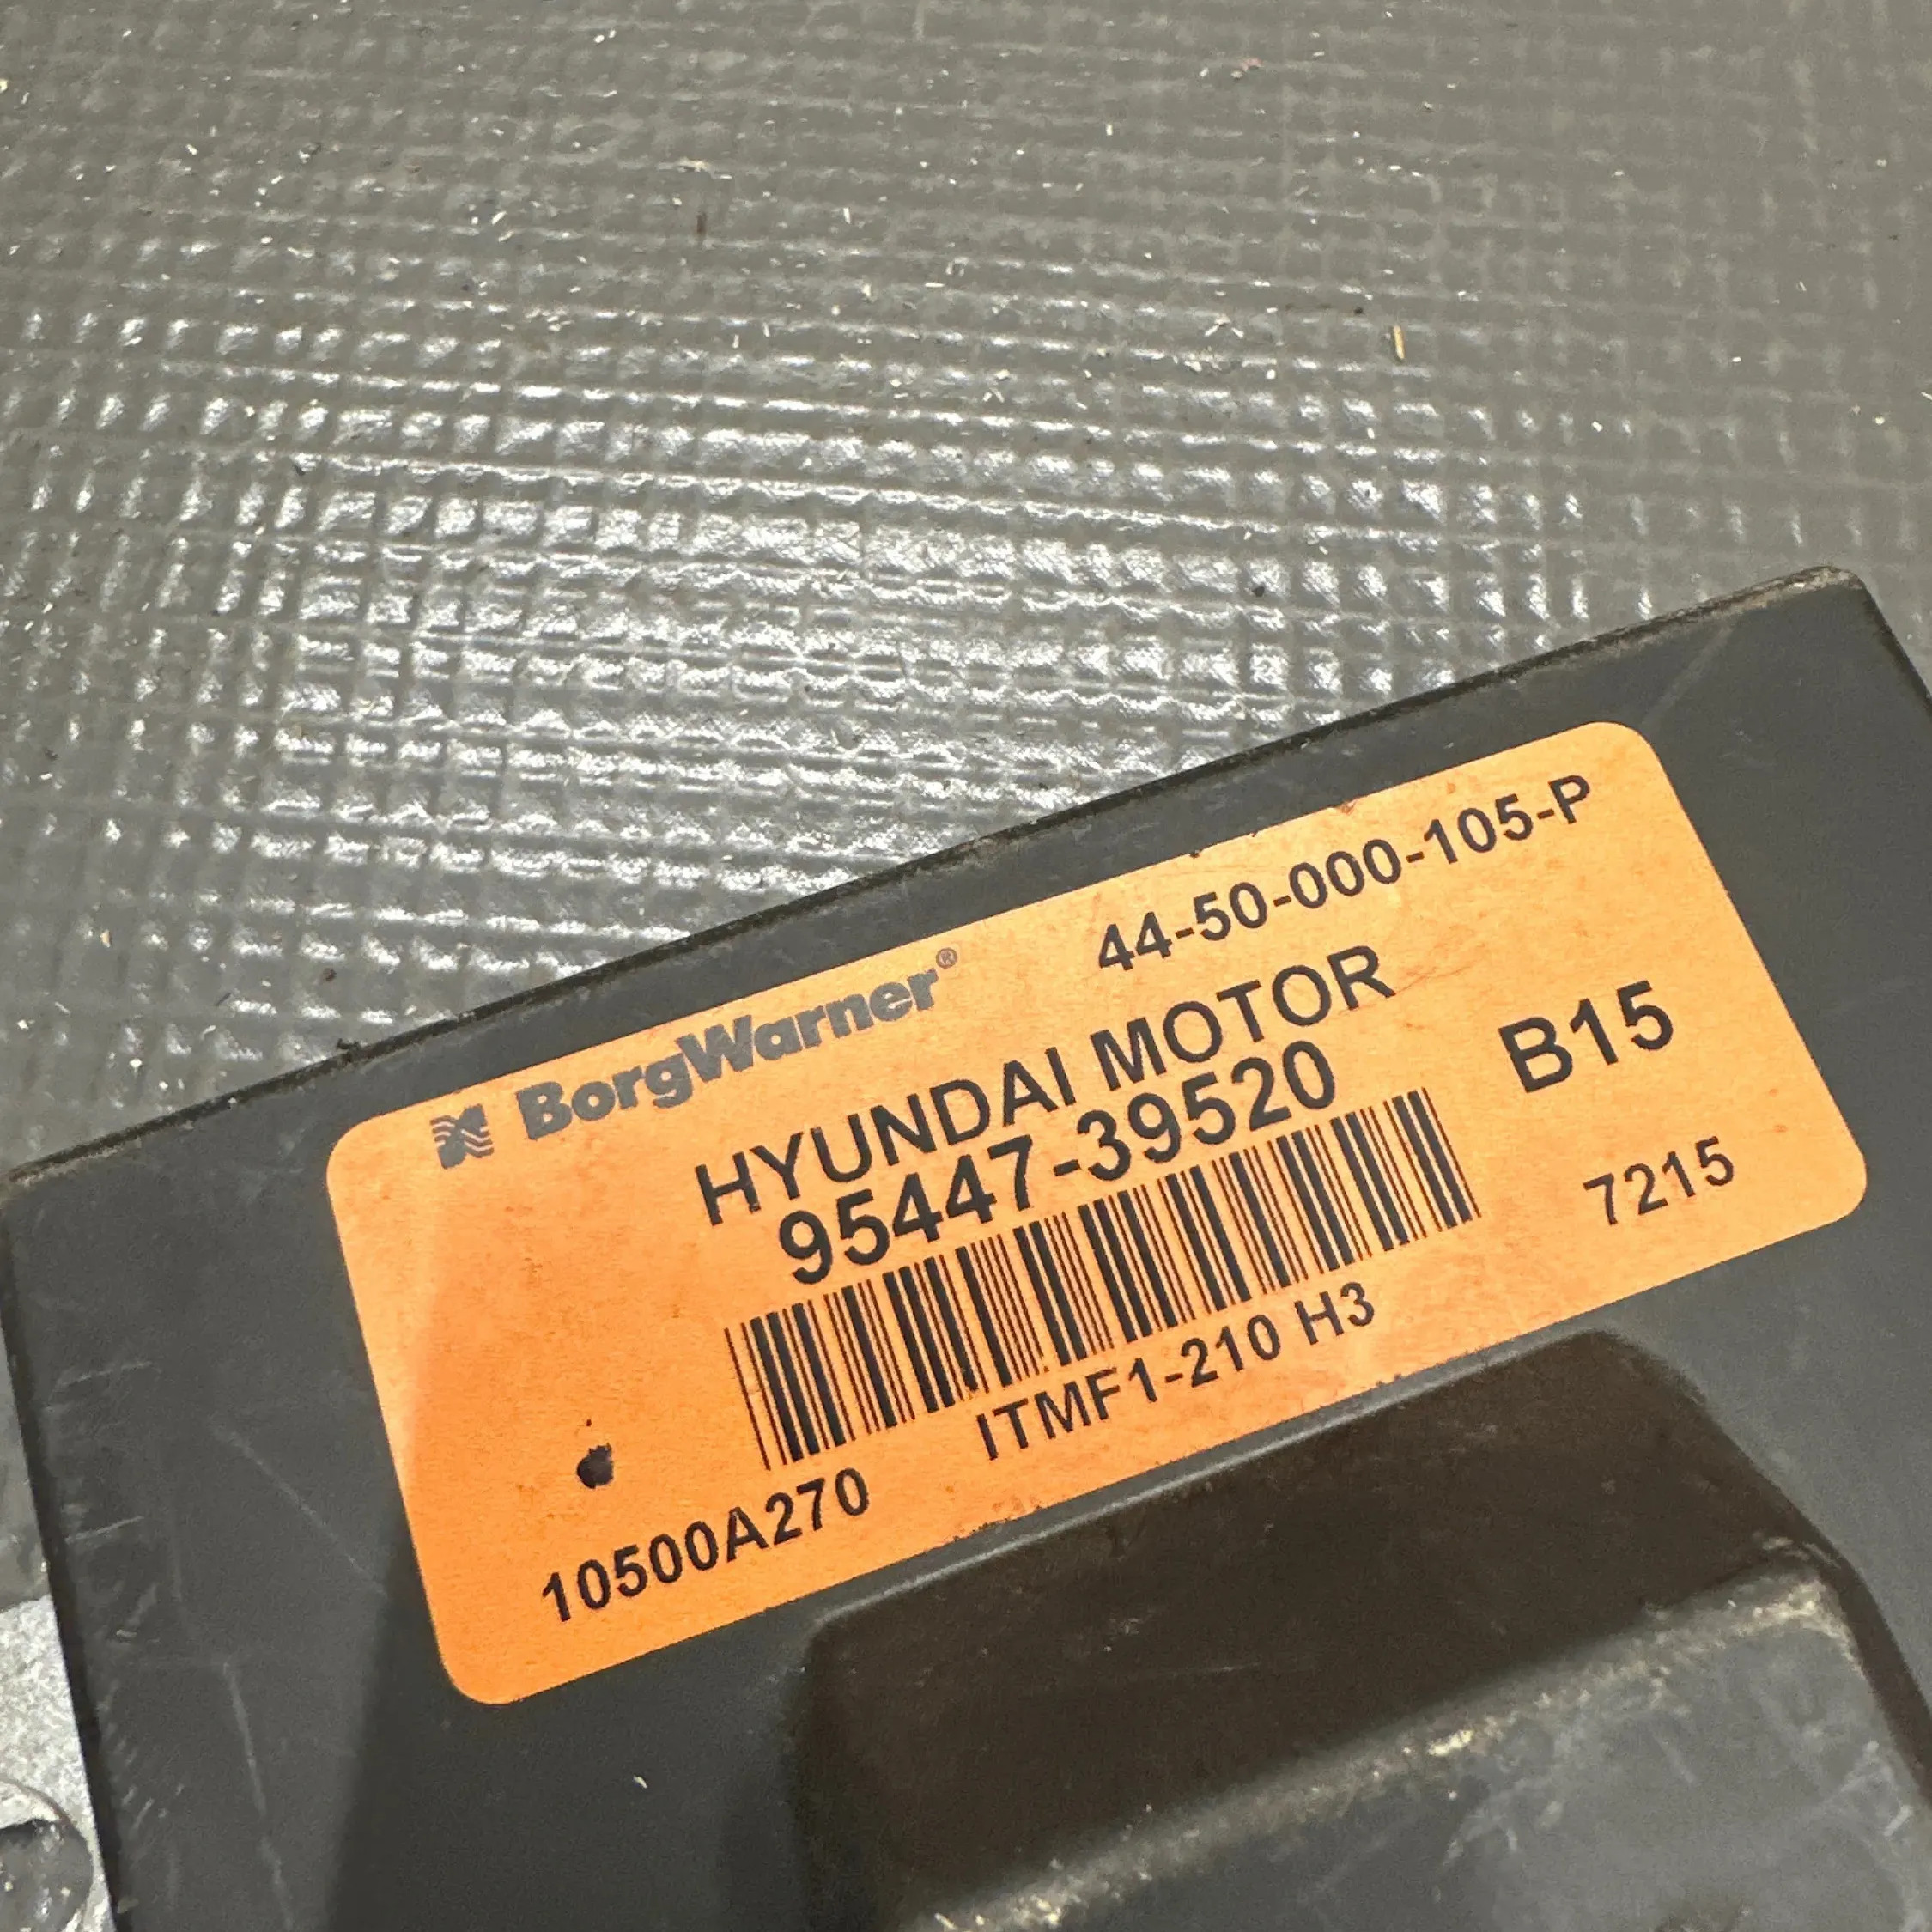 44-50-000-105-P
BorgWarner®
HYUNDAI MOTOR
95447-39520
B15
7215
ITMF1-210 H3
10500A270